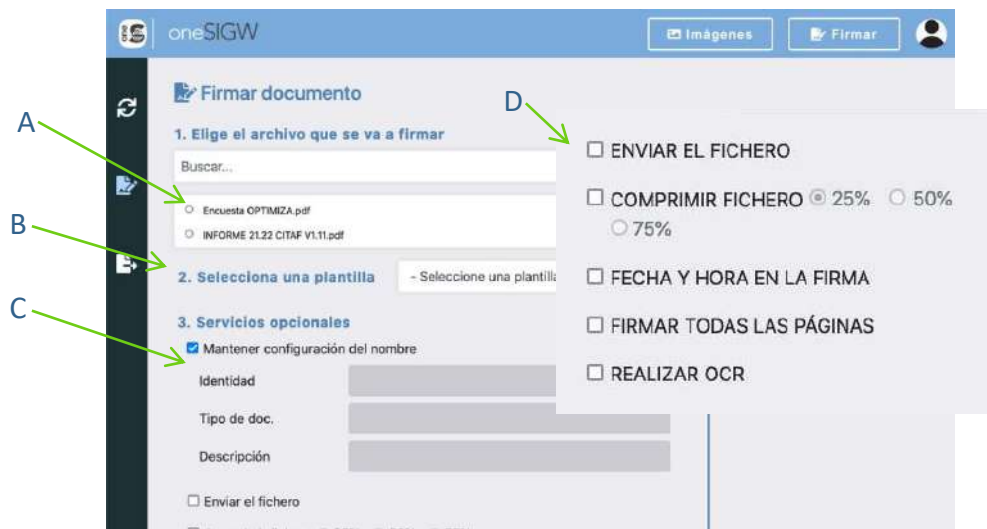 oneSIGW
Imágenes
Firmar
Firmar documento
A
D
1. Elige el archivo que se va a firmar
Buscar...
Encuesta OPTIMIZA.pdf
INFORME 21.22 CITAF V1.11.pdf
B
2. Selecciona una plantilla
- Seleccione una plantilla
C
3. Servicios opcionales
Mantener configuración del nombre
Identidad
Tipo de doc.
Descripción
Enviar el fichero
ENVIAR EL FICHERO
COMPRIMIR FICHERO 25% 50%
75%
FECHA Y HORA EN LA FIRMA
FIRMAR TODAS LAS PÁGINAS
REALIZAR OCR